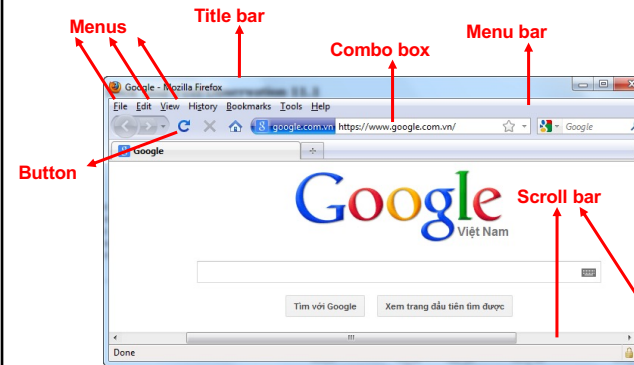 Title bar
Menus
Menu bar
Combo box
Google - Mozilla Firefox
File Edit View History Bookmarks Tools Help
8 google.com.vn https://www.google.com.vn/
Google
8 Google
Button
Google
Việt Nam
Scroll bar
Tìm với Google
Xem trang đầu tiên tìm được
Done